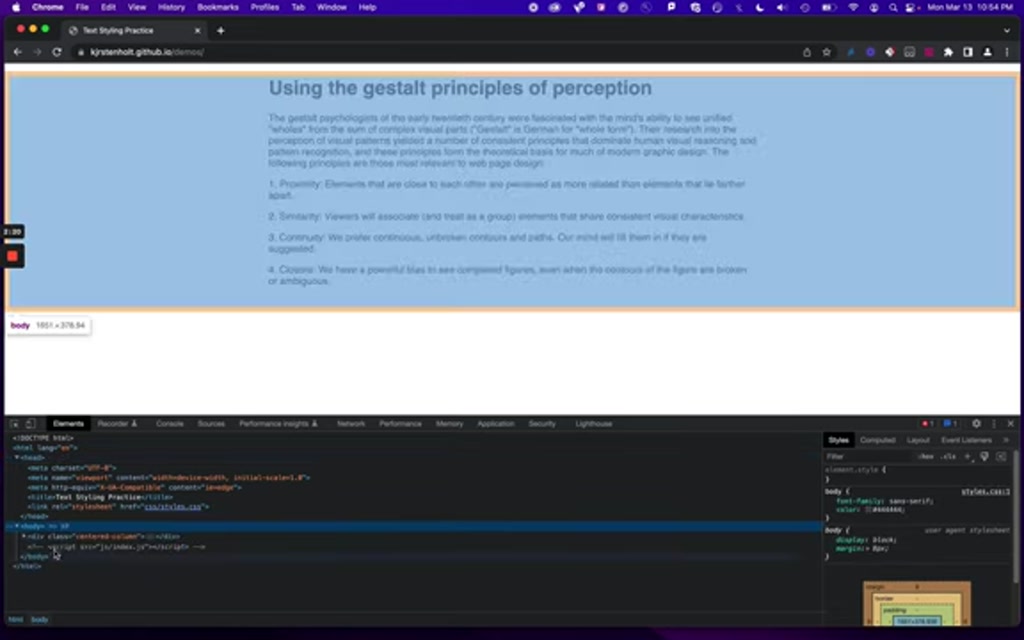 Chrome File Edit View History Bookmarks Profiles Tab Window Help Mon Mar 13 10:54 PM
Text Styling Practice
kjrstenholt.github.io/demos/
Using the gestalt principles of perception
The gestalt psychologists of the early twentieth century were fascinated with the mind's ability to see unified
"wholes" from the sum of complex visual parts ("Gestalt" is German for "whole form"). Their research into the
perception of visual patterns yielded a number of consistent principles that dominate human visual reasoning and
pattern recognition, and these principles form the theoretical basis for much of modern graphic design. The
following principles are those most relevant to web page design:
1. Proximity: Elements that are close to each other are perceived as more related than elements that lie farther
apart.
2. Similarity: Viewers will associate (and treat as a group) elements that share consistent visual characteristics.
3. Continuity: We prefer continuous, unbroken contours and paths. Our mind will fill them in if they are
suggested.
4. Closure: We have a powerful bias to see completed figures, even when the contours of the figure are broken
or ambiguous.
2:20
body 1651×378.94
Elements Recorder Console Sources Performance insights Network Performance Memory Application Security Lighthouse
<!DOCTYPE html>
<html lang="en">
<head>
<meta charset="UTF-8">
<meta name="viewport" content="width=device-width, initial-scale=1.0">
<meta http-equiv="X-UA-Compatible" content="ie=edge">
<title>Text Styling Practice</title>
<link rel="stylesheet" href="css/styles.css">
</head>
<body> == $0
<div class="centered-column"></div>
<!-- <script src="js/index.js"></script> -->
</body>
</html>
html body
Styles Computed Layout Event Listeners
Filter :hov .cls
element.style {
}
body { styles.css:1
font-family: sans-serif;
color: #444444;
}
body { user agent stylesheet
display: block;
margin: 8px;
}
margin 8
border
padding